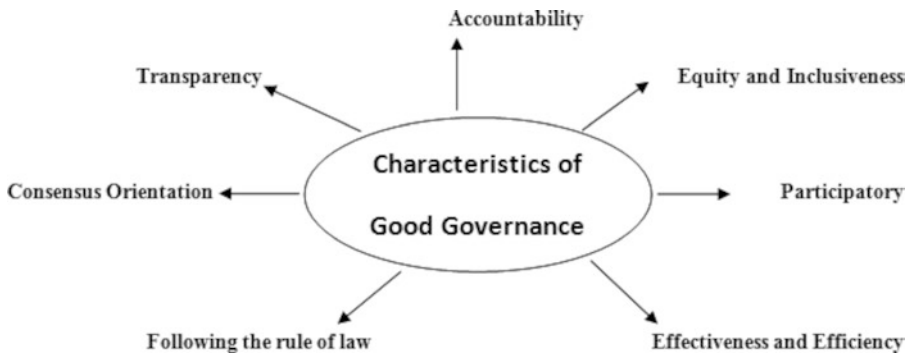 Accountability
Transparency
Equity and Inclusiveness
Characteristics of
Good Governance
Consensus Orientation
Participatory
Following the rule of law
Effectiveness and Efficiency